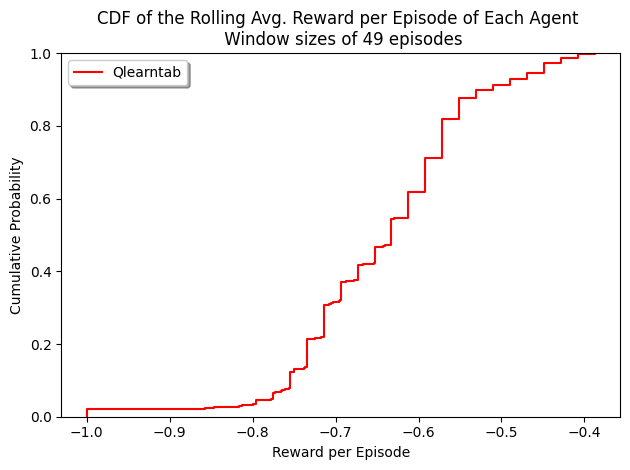 CDF of the Rolling Avg. Reward per Episode of Each Agent
Window sizes of 49 episodes
Qlearntab
1.0
0.8
0.6
0.4
0.2
0.0
Cumulative Probability
−1.0 −0.9 −0.8 −0.7 −0.6 −0.5 −0.4
Reward per Episode